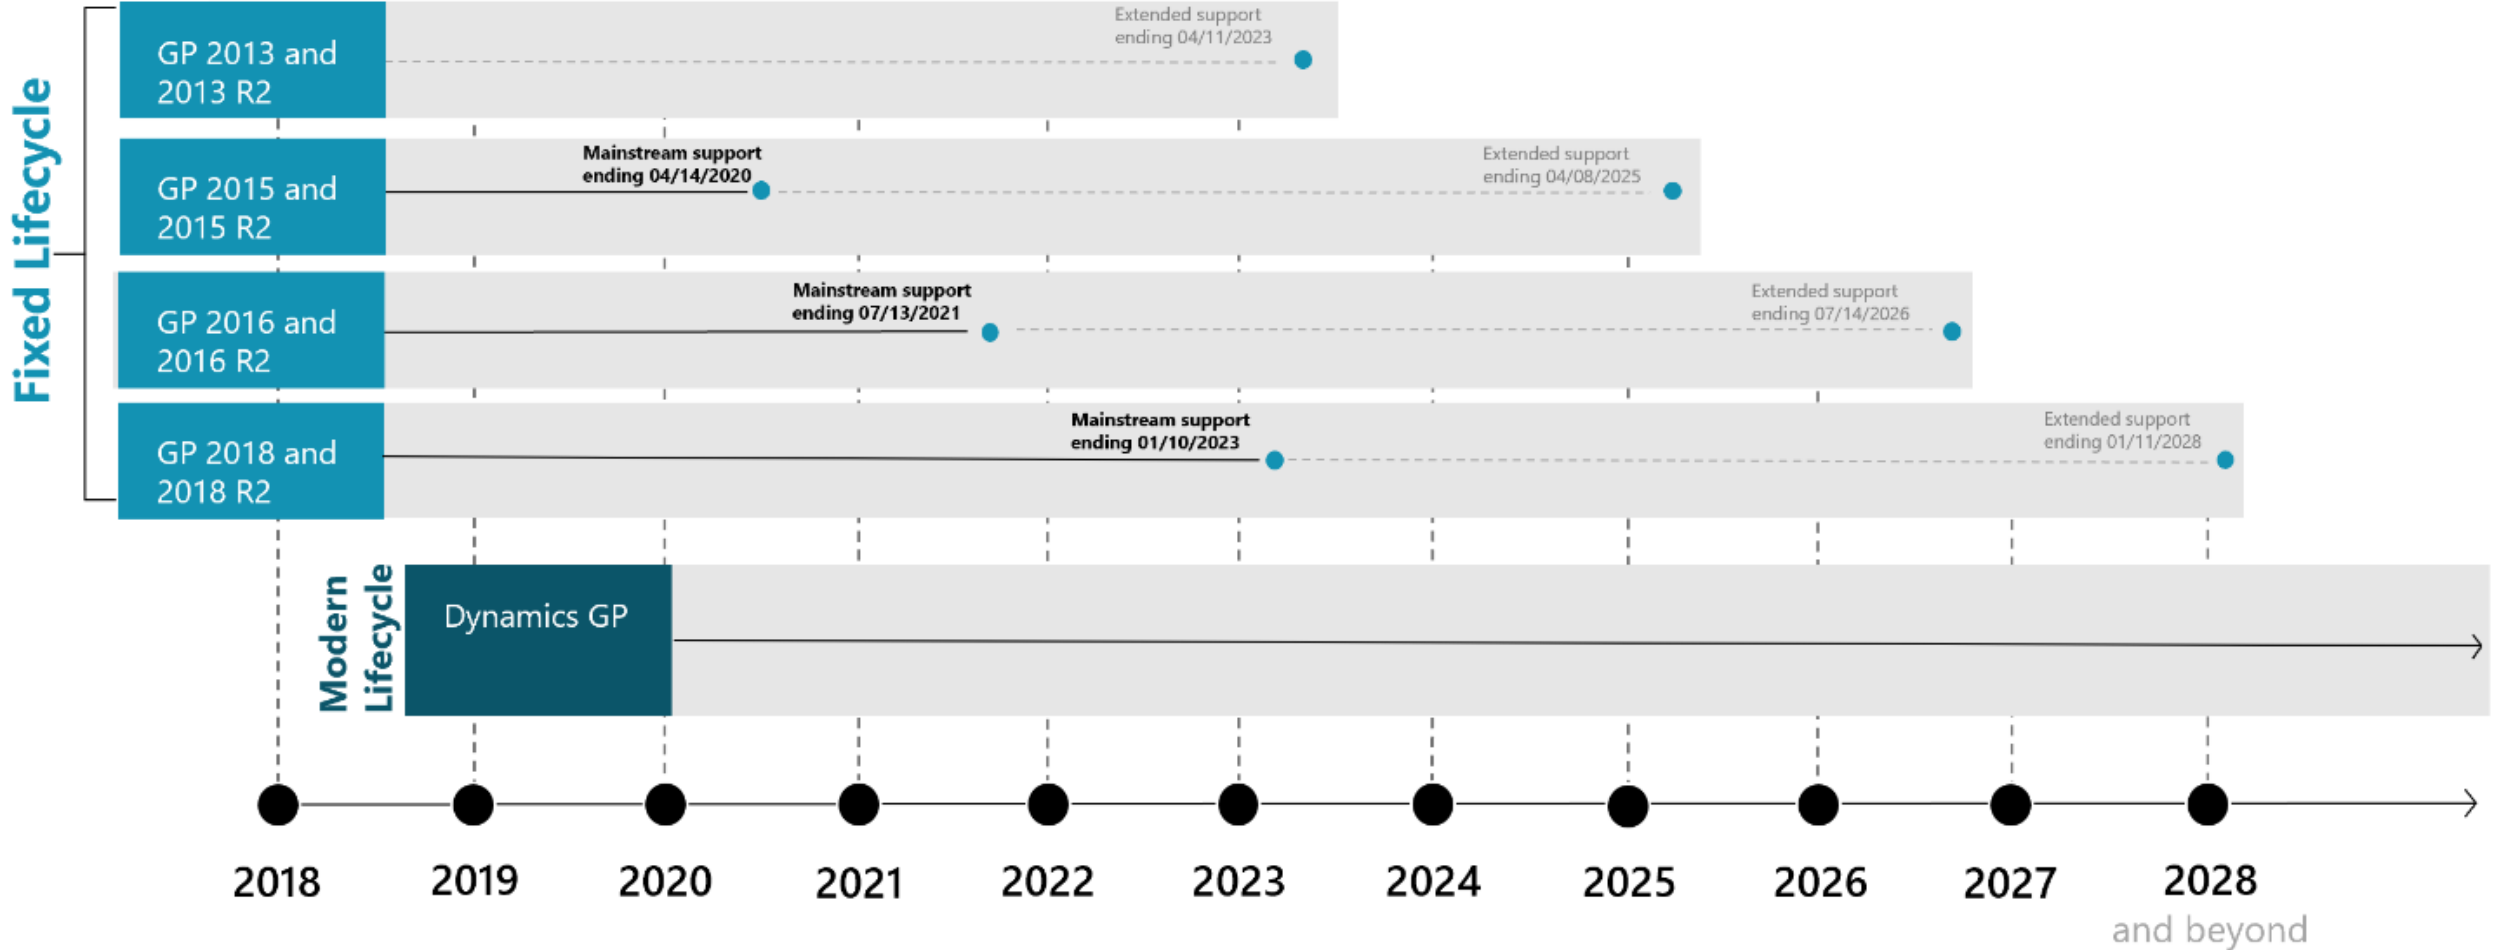 Fixed Lifecycle
GP 2013 and
2013 R2
Extended support
ending 04/11/2023
GP 2015 and
2015 R2
Mainstream support
ending 04/14/2020
Extended support
ending 04/08/2025
GP 2016 and
2016 R2
Mainstream support
ending 07/13/2021
Extended support
ending 07/14/2026
GP 2018 and
2018 R2
Mainstream support
ending 01/10/2023
Extended support
ending 01/11/2028
Modern
Lifecycle
Dynamics GP
2018
2019
2020
2021
2022
2023
2024
2025
2026
2027
2028
and beyond